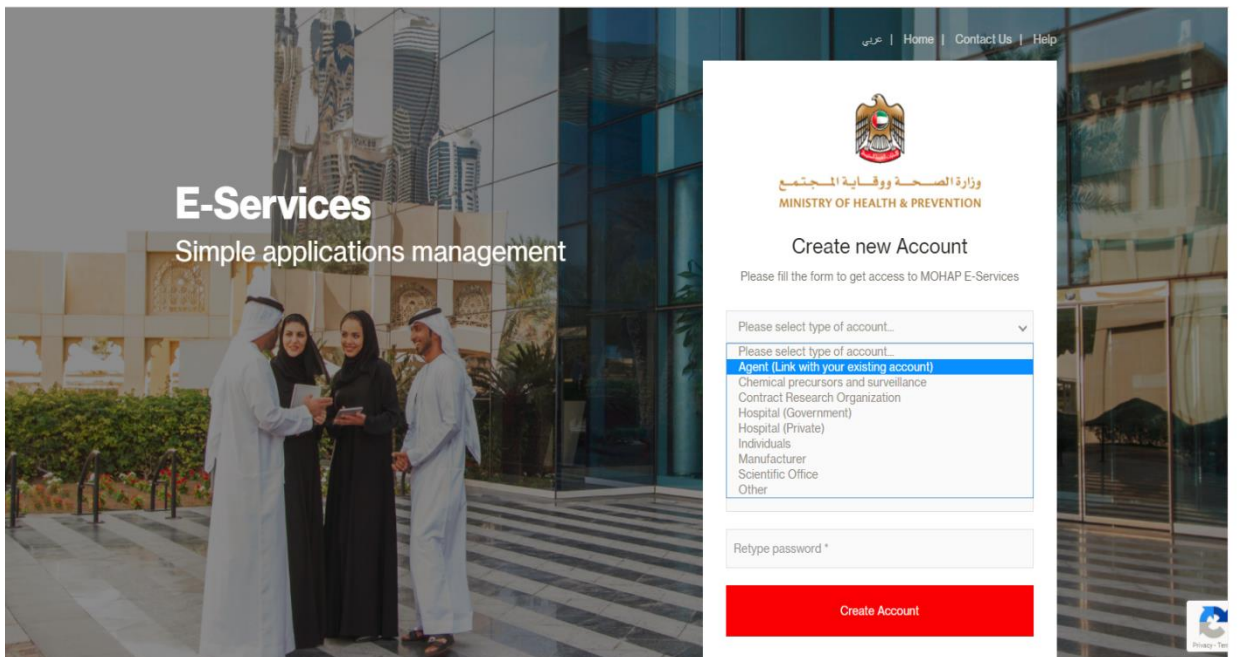 عربي | Home | Contact Us | Help
E-Services
Simple applications management
وزارة الصحة ووقاية المجتمع
MINISTRY OF HEALTH & PREVENTION
Create new Account
Please fill the form to get access to MOHAP E-Services
Please select type of account...
Please select type of account...
Agent (Link with your existing account)
Chemical precursors and surveillance
Contract Research Organization
Hospital (Government)
Hospital (Private)
Individuals
Manufacturer
Scientific Office
Other
Retype password *
Create Account
Privacy -